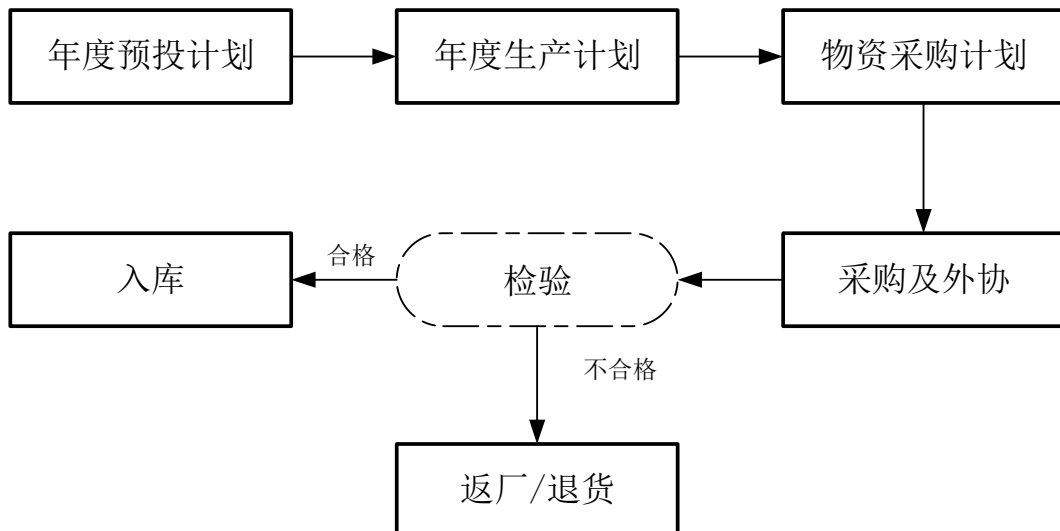 年度预投计划
年度生产计划
物资采购计划
入库
合格
检验
采购及外协
不合格
返厂/退货